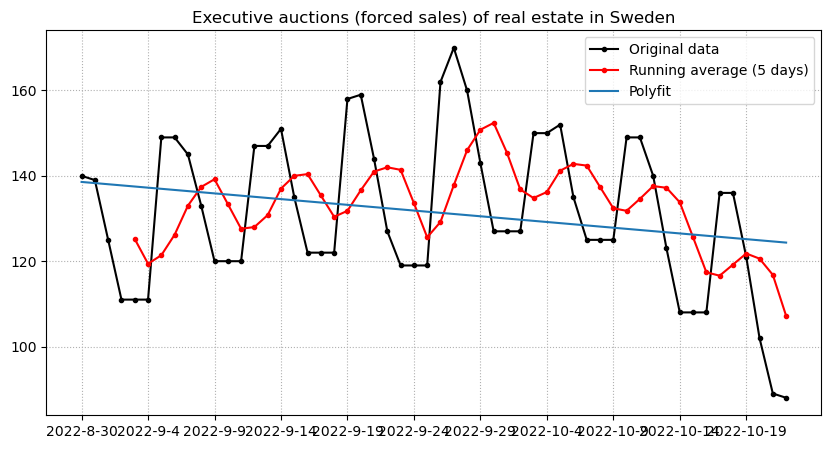 Executive auctions (forced sales) of real estate in Sweden
Original data
Running average (5 days)
Polyfit
160
140
120
100
2022-8-30 2022-9-4 2022-9-9 2022-9-14 2022-9-19 2022-9-24 2022-9-29 2022-10-4 2022-10-9 2022-10-14 2022-10-19